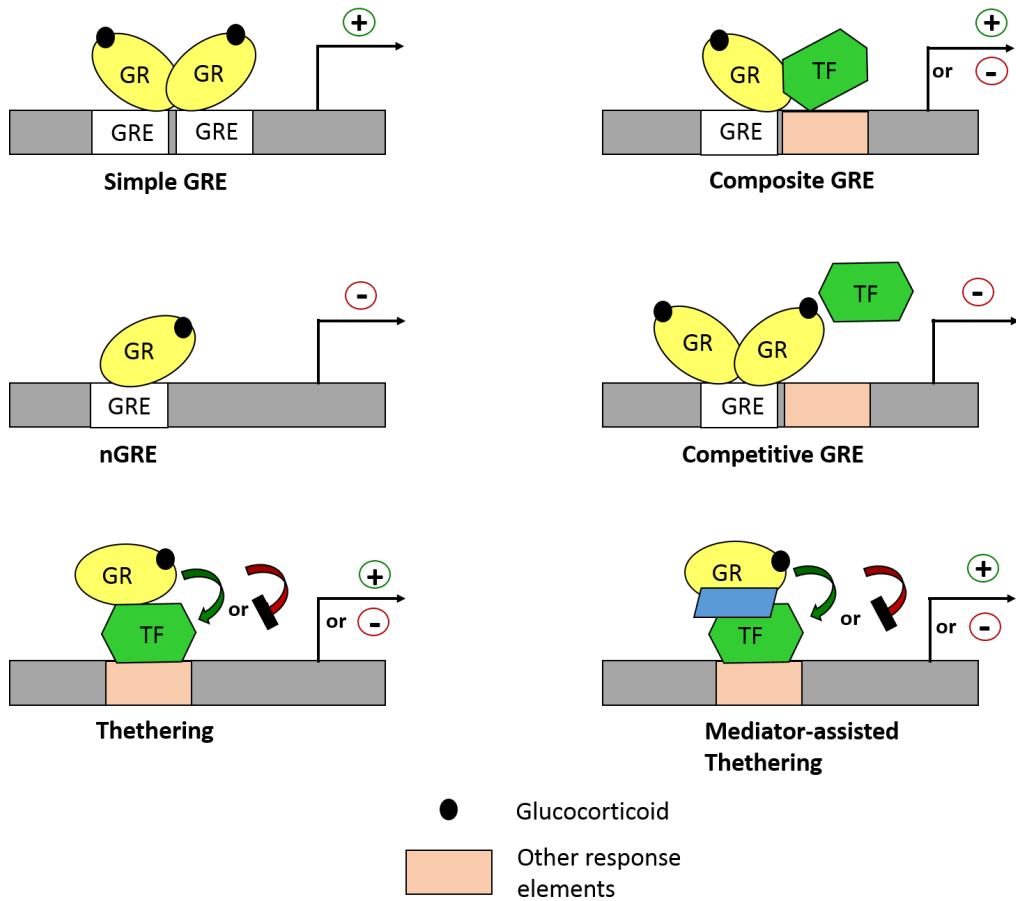 +
GR
GR
GRE
GRE
Simple GRE
+
or
-
GR
TF
GRE
Composite GRE
-
GR
GRE
nGRE
TF
-
GR
GR
GRE
Competitive GRE
GR
TF
or
+
or
-
Thethering
GR
TF
or
+
or
-
Mediator-assisted
Thethering
Glucocorticoid
Other response
elements